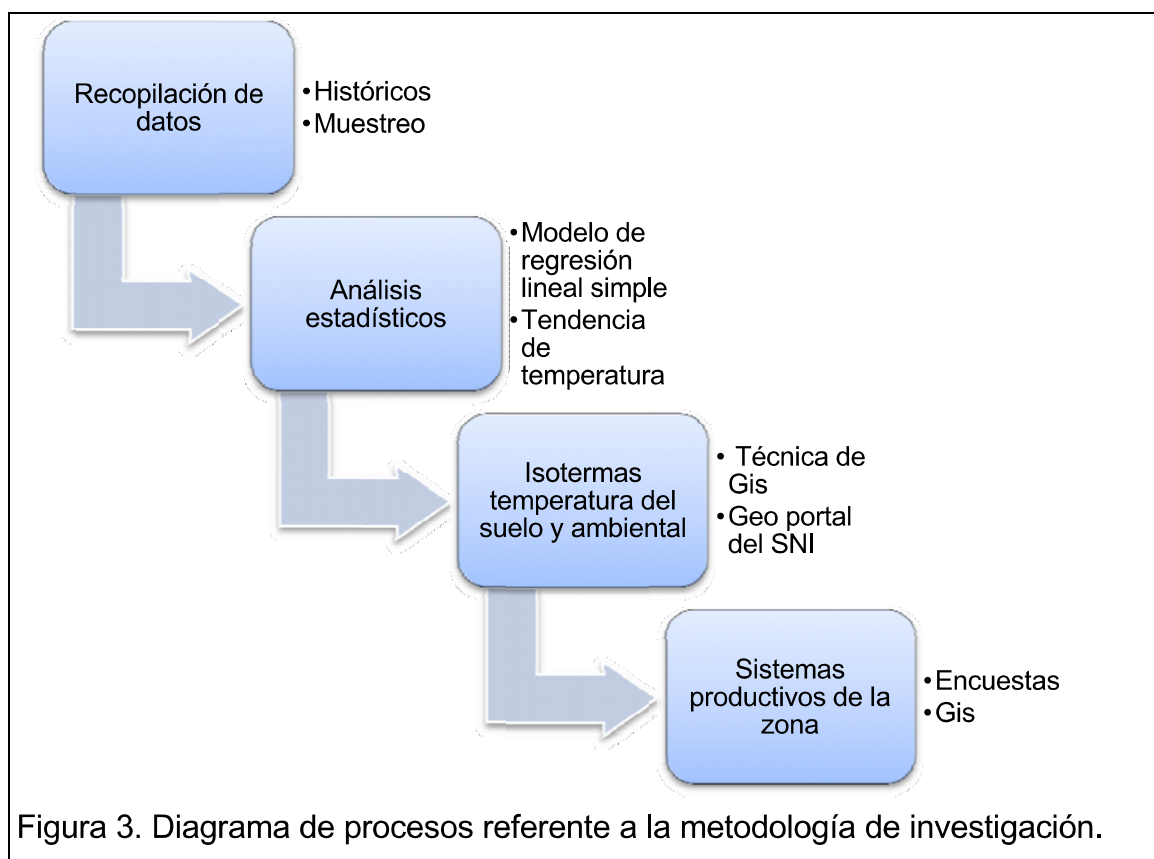 Recopilación de
datos
•Históricos
•Muestreo
Análisis
estadísticos
•Modelo de
regresión
lineal simple
•Tendencia
de
temperatura
Isotermas
temperatura del
suelo y ambiental
• Técnica de
Gis
•Geo portal
del SNI
Sistemas
productivos de la
zona
•Encuestas
•Gis
Figura 3. Diagrama de procesos referente a la metodología de investigación.